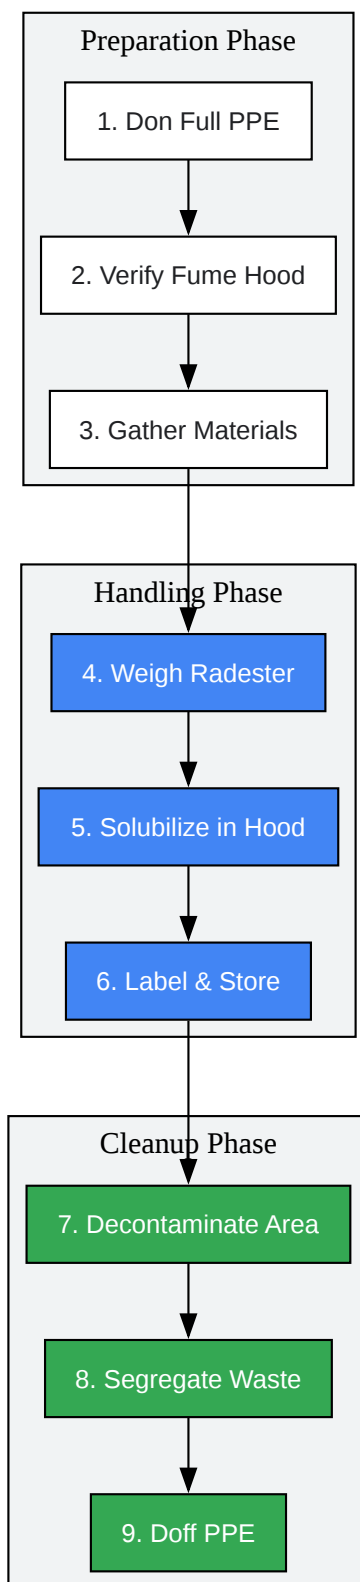 Preparation Phase
1. Don Full PPE
2. Verify Fume Hood
3. Gather Materials
Handling Phase
4. Weigh Radester
5. Solubilize in Hood
6. Label & Store
Cleanup Phase
7. Decontaminate Area
8. Segregate Waste
9. Doff PPE